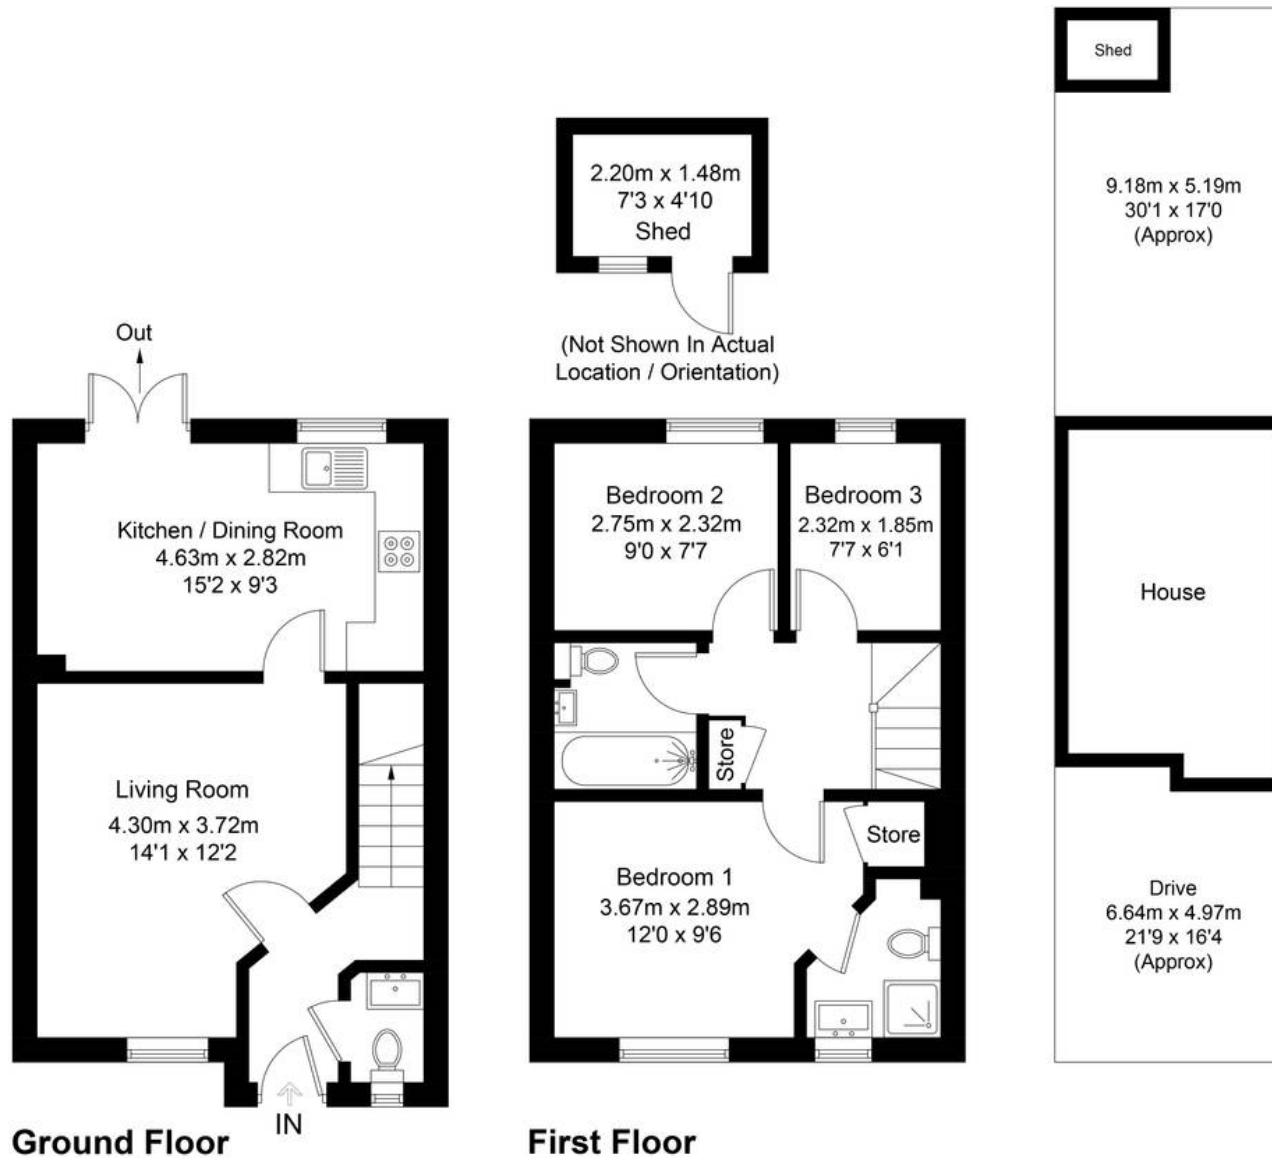 Out
Kitchen / Dining Room
4.63m x 2.82m
15'2 x 9'3
Living Room
4.30m x 3.72m
14'1 x 12'2
IN
Ground Floor
2.20m x 1.48m
7'3 x 4'10
Shed
(Not Shown In Actual
Location / Orientation)
Bedroom 2
2.75m x 2.32m
9'0 x 7'7
Bedroom 3
2.32m x 1.85m
7'7 x 6'1
Store
Store
Bedroom 1
3.67m x 2.89m
12'0 x 9'6
First Floor
Shed
9.18m x 5.19m
30'1 x 17'0
(Approx)
House
Drive
6.64m x 4.97m
21'9 x 16'4
(Approx)